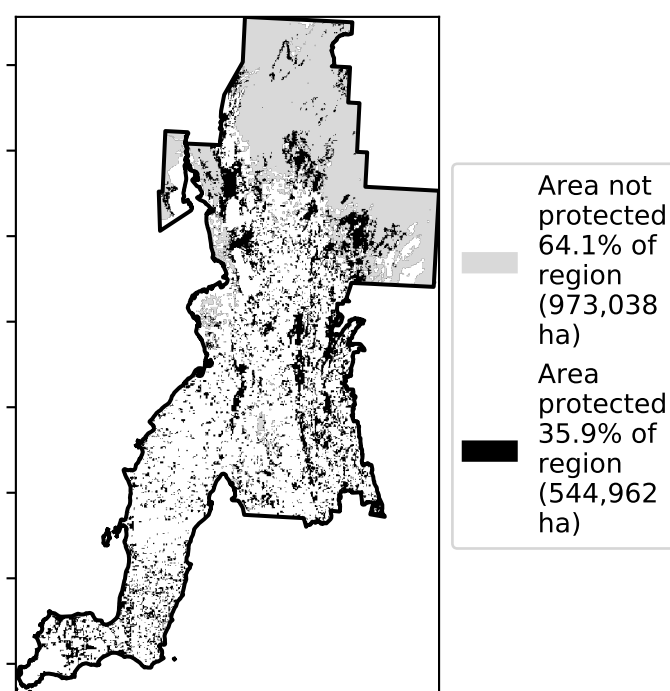 Area not
protected
64.1% of
region
(973,038
ha)
Area
protected
35.9% of
region
(544,962
ha)